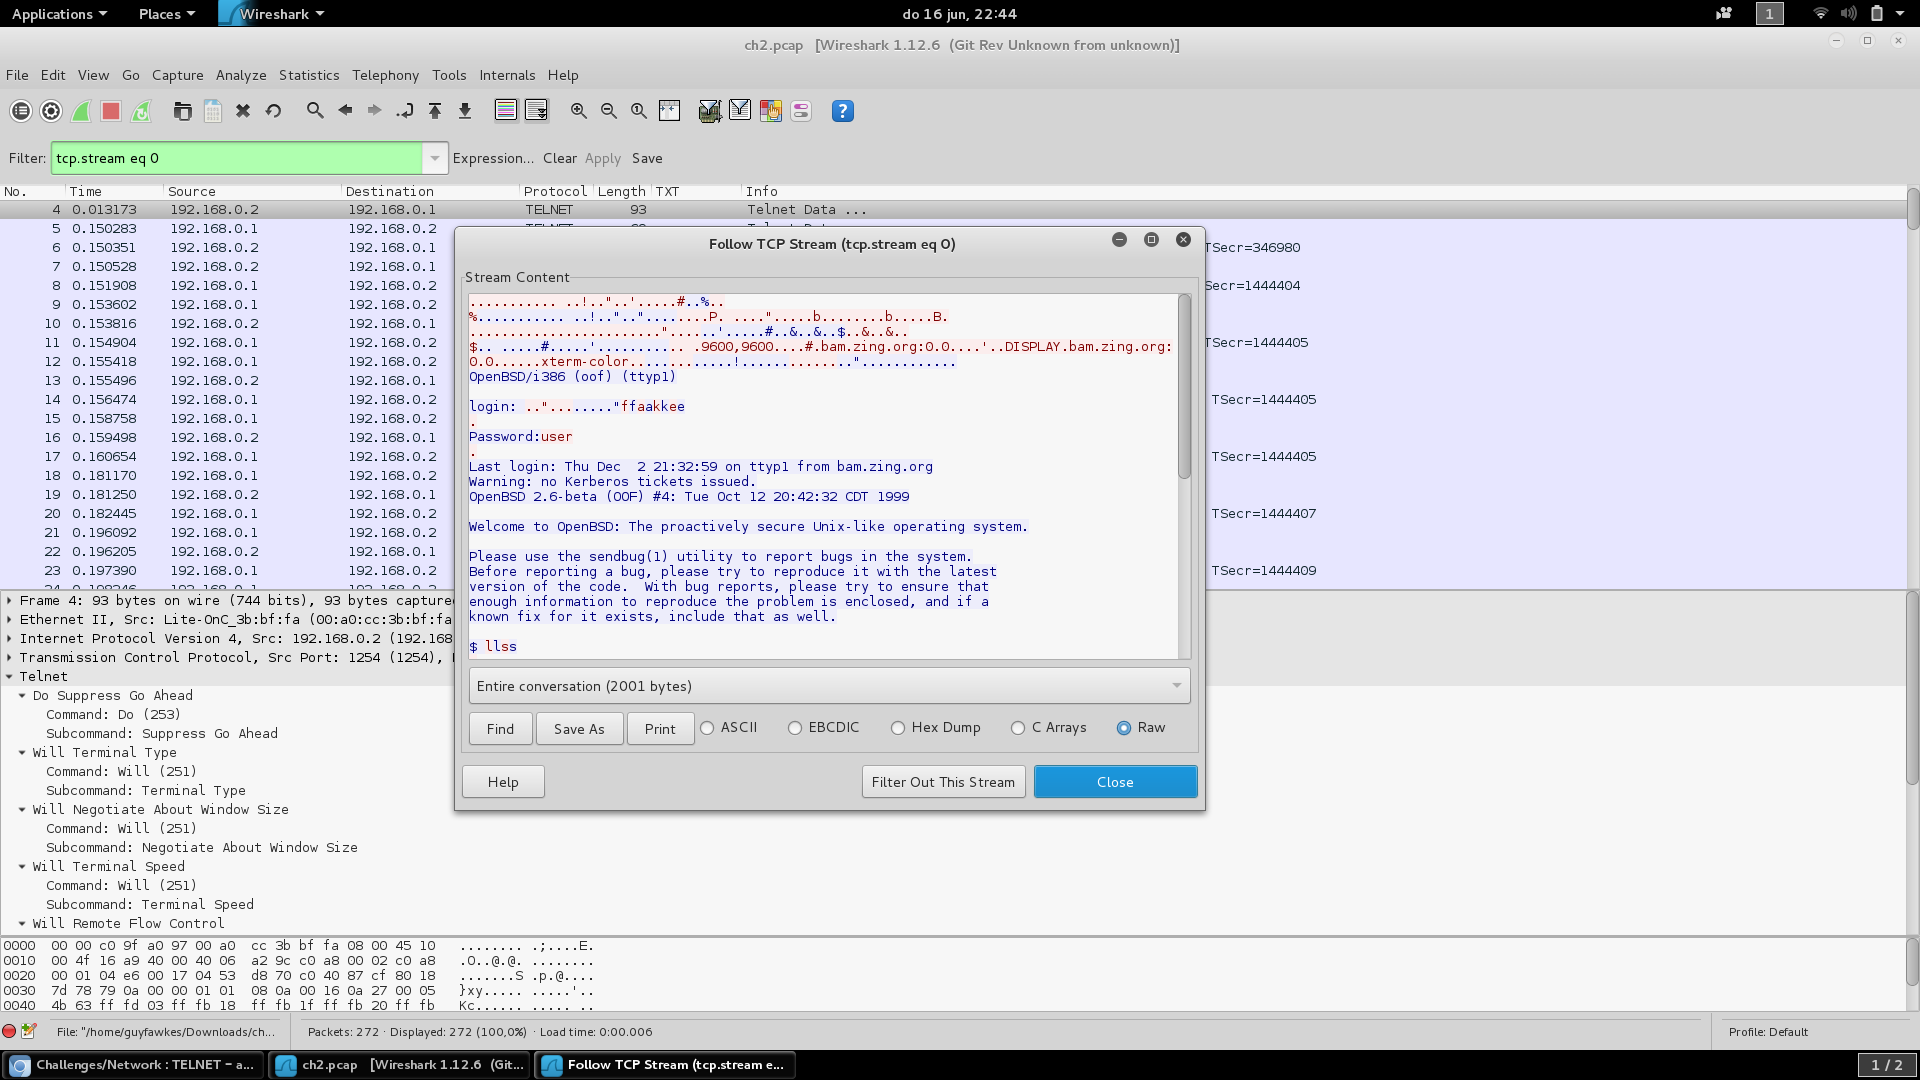 Applications Places Wireshark do 16 jun, 22:44 1
ch2.pcap [Wireshark 1.12.6 (Git Rev Unknown from unknown)]
File Edit View Go Capture Analyze Statistics Telephony Tools Internals Help
Filter: tcp.stream eq 0 Expression... Clear Apply Save
No. Time Source Destination Protocol Length TXT Info
4 0.013173 192.168.0.2 192.168.0.1 TELNET 93 Telnet Data ...
5 0.150283 192.168.0.1 192.168.0.2
6 0.150351 192.168.0.2 192.168.0.1 TSecr=346980
7 0.150528 192.168.0.2 192.168.0.1
8 0.151908 192.168.0.1 192.168.0.2 Secr=1444404
9 0.153602 192.168.0.1 192.168.0.2
10 0.153816 192.168.0.2 192.168.0.1
11 0.154904 192.168.0.1 192.168.0.2 TSecr=1444405
12 0.155418 192.168.0.1 192.168.0.2
13 0.155496 192.168.0.2 192.168.0.1
14 0.156474 192.168.0.1 192.168.0.2 TSecr=1444405
15 0.158758 192.168.0.1 192.168.0.2
16 0.159498 192.168.0.2 192.168.0.1
17 0.160654 192.168.0.1 192.168.0.2 TSecr=1444405
18 0.181170 192.168.0.1 192.168.0.2
19 0.181250 192.168.0.2 192.168.0.1
20 0.182445 192.168.0.1 192.168.0.2 TSecr=1444407
21 0.196092 192.168.0.1 192.168.0.2
22 0.196205 192.168.0.2 192.168.0.1
23 0.197390 192.168.0.1 192.168.0.2 TSecr=1444409
Follow TCP Stream (tcp.stream eq 0)
Stream Content
........... ..!.."..'.....#..%..
%........... ..!.."..".........P. ....".....b........b.....B.
........................"......'.....#..&..&..$..&..&..
$.. .......#.....'........... .9600,9600....#.bam.zing.org:0.0....'..DISPLAY.bam.zing.org:
0.0......xterm-color.............!.............."............
OpenBSD/i386 (oof) (ttyp1)
login: .."........"ffaakkee
.
Password:user
.
Last login: Thu Dec  2 21:32:59 on ttyp1 from bam.zing.org
Warning: no Kerberos tickets issued.
OpenBSD 2.6-beta (OOF) #4: Tue Oct 12 20:42:32 CDT 1999
Welcome to OpenBSD: The proactively secure Unix-like operating system.
Please use the sendbug(1) utility to report bugs in the system.
Before reporting a bug, please try to reproduce it with the latest
version of the code.  With bug reports, please try to ensure that
enough information to reproduce the problem is enclosed, and if a
known fix for it exists, include that as well.
$ llss
Entire conversation (2001 bytes)
Find Save As Print ASCII EBCDIC Hex Dump C Arrays Raw
Help Filter Out This Stream Close
Frame 4: 93 bytes on wire (744 bits), 93 bytes capture
Ethernet II, Src: Lite-OnC_3b:bf:fa (00:a0:cc:3b:bf:fa
Internet Protocol Version 4, Src: 192.168.0.2 (192.168
Transmission Control Protocol, Src Port: 1254 (1254),
Telnet
Do Suppress Go Ahead
Command: Do (253)
Subcommand: Suppress Go Ahead
Will Terminal Type
Command: Will (251)
Subcommand: Terminal Type
Will Negotiate About Window Size
Command: Will (251)
Subcommand: Negotiate About Window Size
Will Terminal Speed
Command: Will (251)
Subcommand: Terminal Speed
Will Remote Flow Control
0000 00 00 c0 9f a0 97 00 a0 cc 3b bf fa 08 00 45 10 ........ .;....E.
0010 00 4f 16 a9 40 00 40 06 a2 9c c0 a8 00 02 c0 a8 .O..@.@. ........
0020 00 01 04 e6 00 17 04 53 d8 70 c0 40 87 cf 80 18 .......S .p.@....
0030 7d 78 79 0a 00 00 01 01 08 0a 00 16 0a 27 00 05 }xy..... .....'..
0040 4b 63 ff fd 03 ff fb 18 ff fb 1f ff fb 20 ff fb Kc...... ..... ..
File: "/home/guyfawkes/Downloads/ch... Packets: 272 · Displayed: 272 (100,0%) · Load time: 0:00.006 Profile: Default
Challenges/Network : TELNET – a... ch2.pcap [Wireshark 1.12.6 (Git... Follow TCP Stream (tcp.stream e... 1 / 2